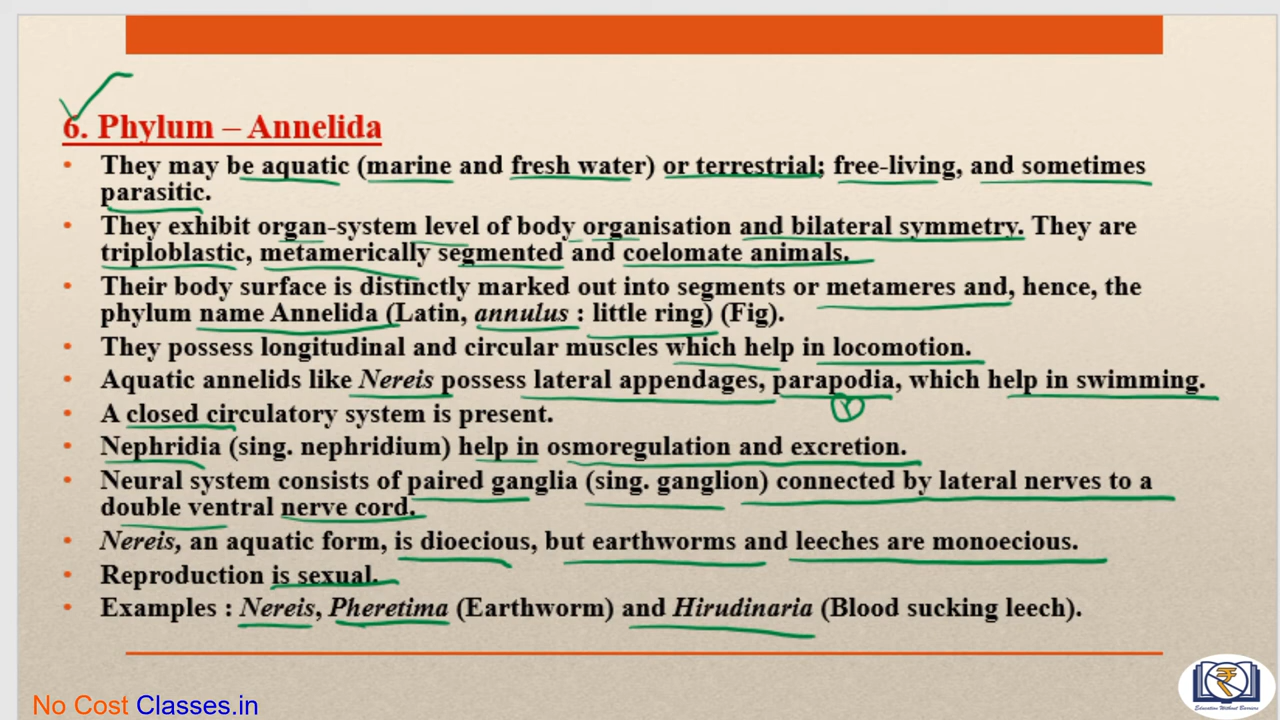 6. Phylum – Annelida
• They may be aquatic (marine and fresh water) or terrestrial; free-living, and sometimes
parasitic.
• They exhibit organ-system level of body organisation and bilateral symmetry. They are
triploblastic, metamerically segmented and coelomate animals.
• Their body surface is distinctly marked out into segments or metameres and, hence, the
phylum name Annelida (Latin, annulus : little ring) (Fig).
• They possess longitudinal and circular muscles which help in locomotion.
• Aquatic annelids like Nereis possess lateral appendages, parapodia, which help in swimming.
• A closed circulatory system is present.
• Nephridia (sing. nephridium) help in osmoregulation and excretion.
• Neural system consists of paired ganglia (sing. ganglion) connected by lateral nerves to a
double ventral nerve cord.
• Nereis, an aquatic form, is dioecious, but earthworms and leeches are monoecious.
• Reproduction is sexual.
• Examples : Nereis, Pheretima (Earthworm) and Hirudinaria (Blood sucking leech).
No Cost Classes.in
Education Without Barriers